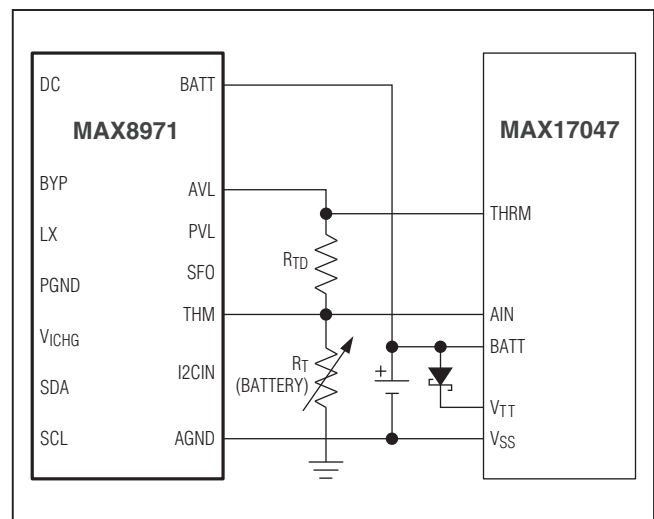 DC
BATT
MAX8971
BYP
AVL
LX
PVL
SFO
PGND
THM
VICHG
I2CIN
SDA
SCL
AGND
RTD
RT
(BATTERY)
+
MAX17047
THRM
AIN
BATT
VTT
VSS